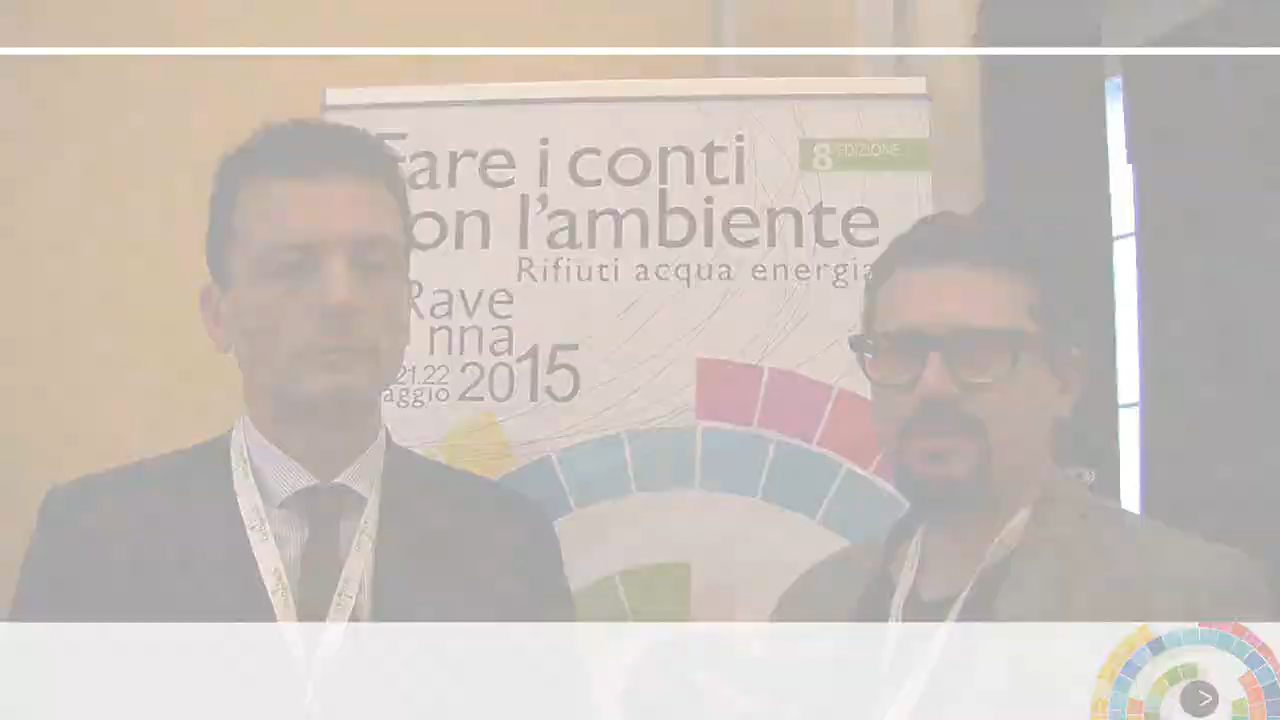 Fare i conti
8 EDIZIONE
on l'ambiente
Rifiuti acqua energia
Rave
nna
21.22
aggio 2015